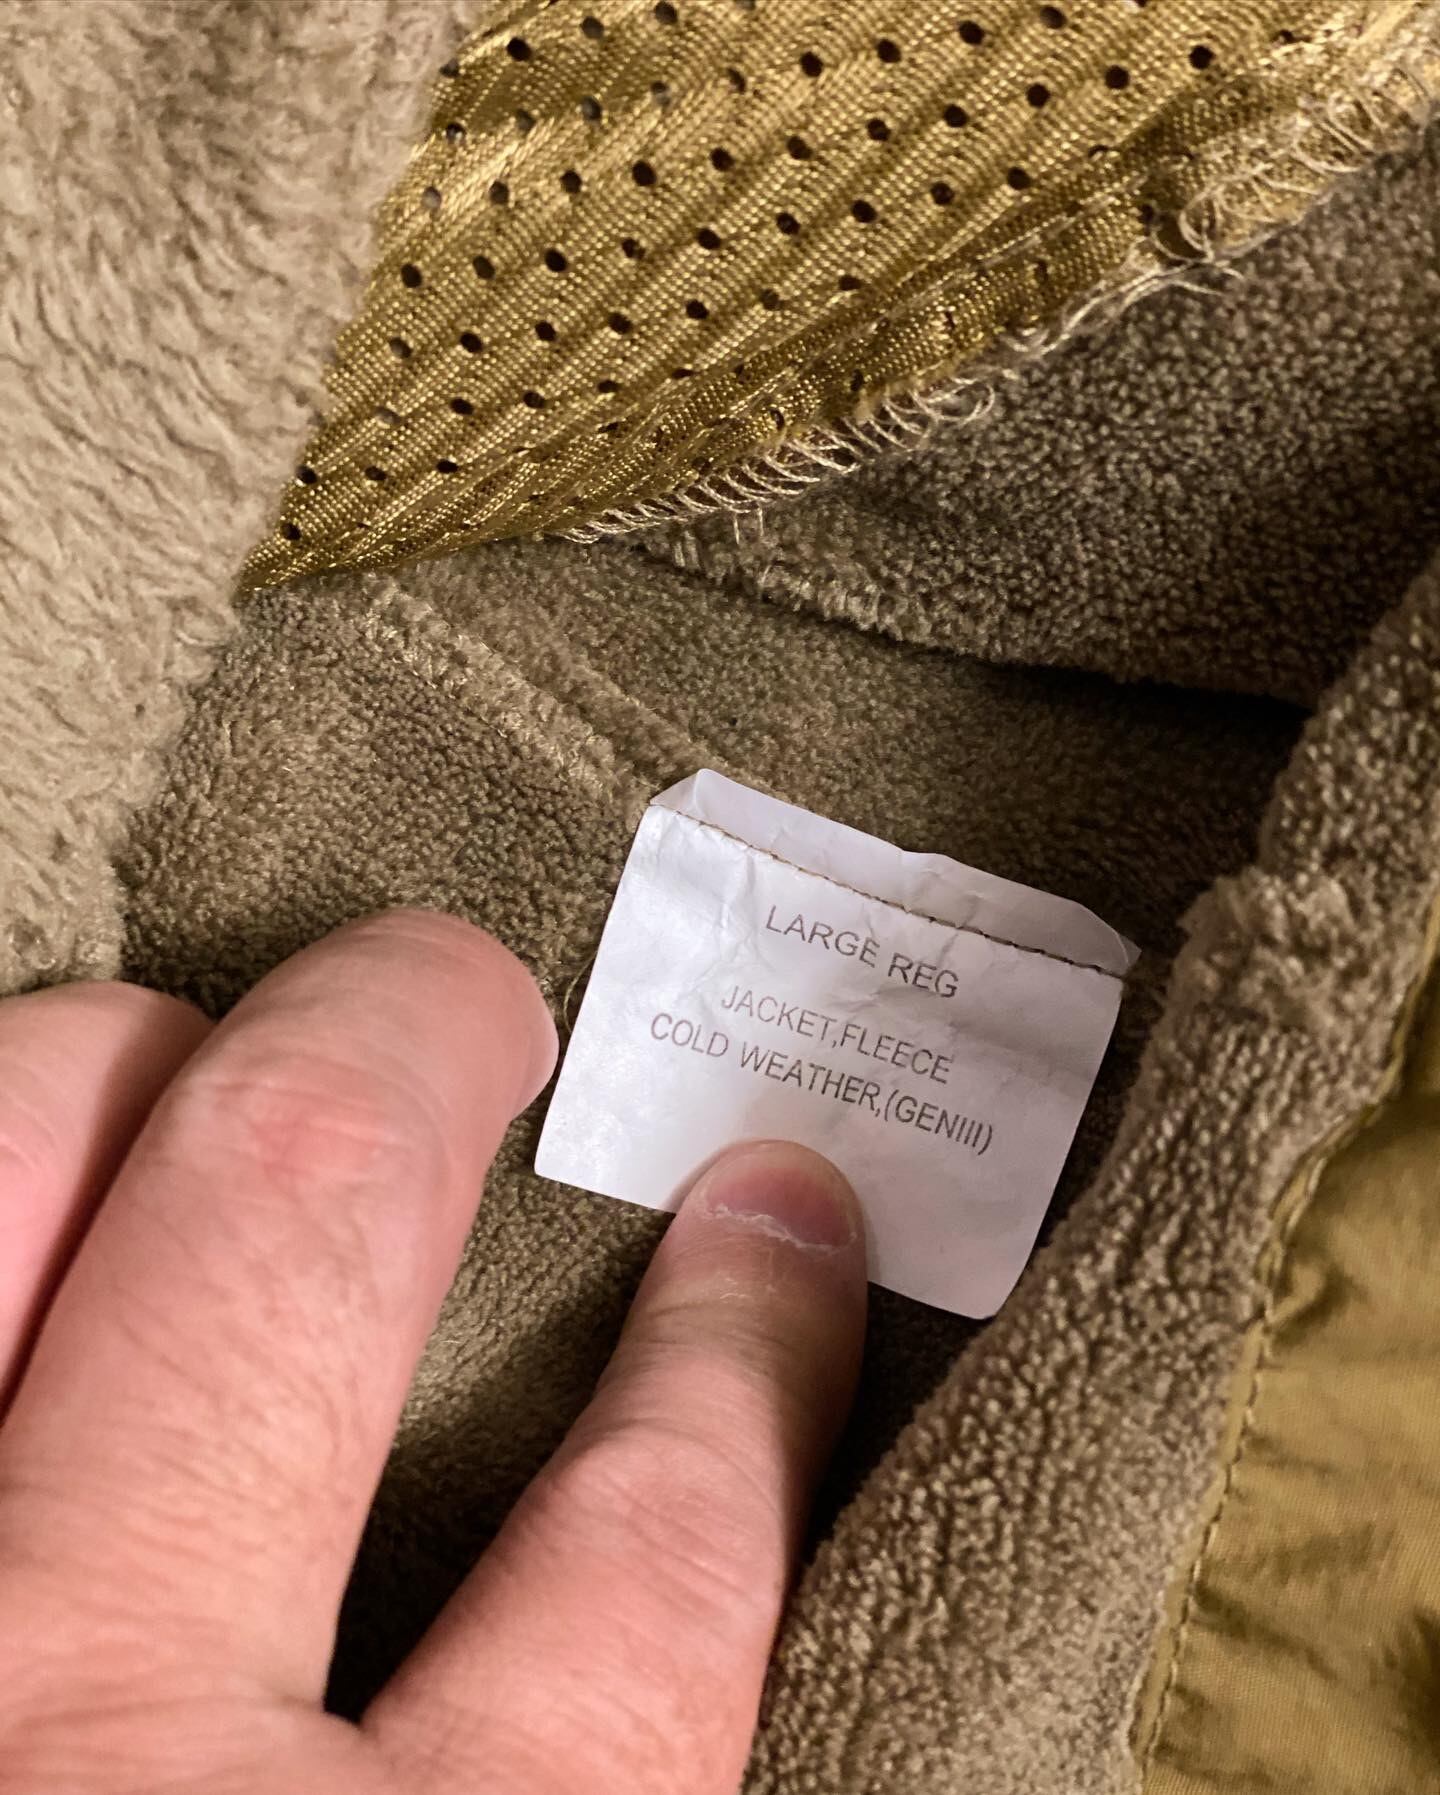 LARGE REG
JACKET,FLEECE
COLD WEATHER,(GENIII)